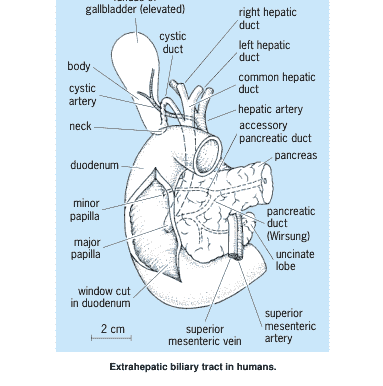 gallbladder (elevated)
right hepatic
duct
cystic
duct
left hepatic
duct
body
common hepatic
duct
cystic
artery
hepatic artery
neck
accessory
pancreatic duct
pancreas
duodenum
minor
papilla
pancreatic
duct
(Wirsung)
major
papilla
uncinate
lobe
window cut
in duodenum
2 cm
superior
mesenteric vein
superior
mesenteric
artery
Extrahepatic biliary tract in humans.